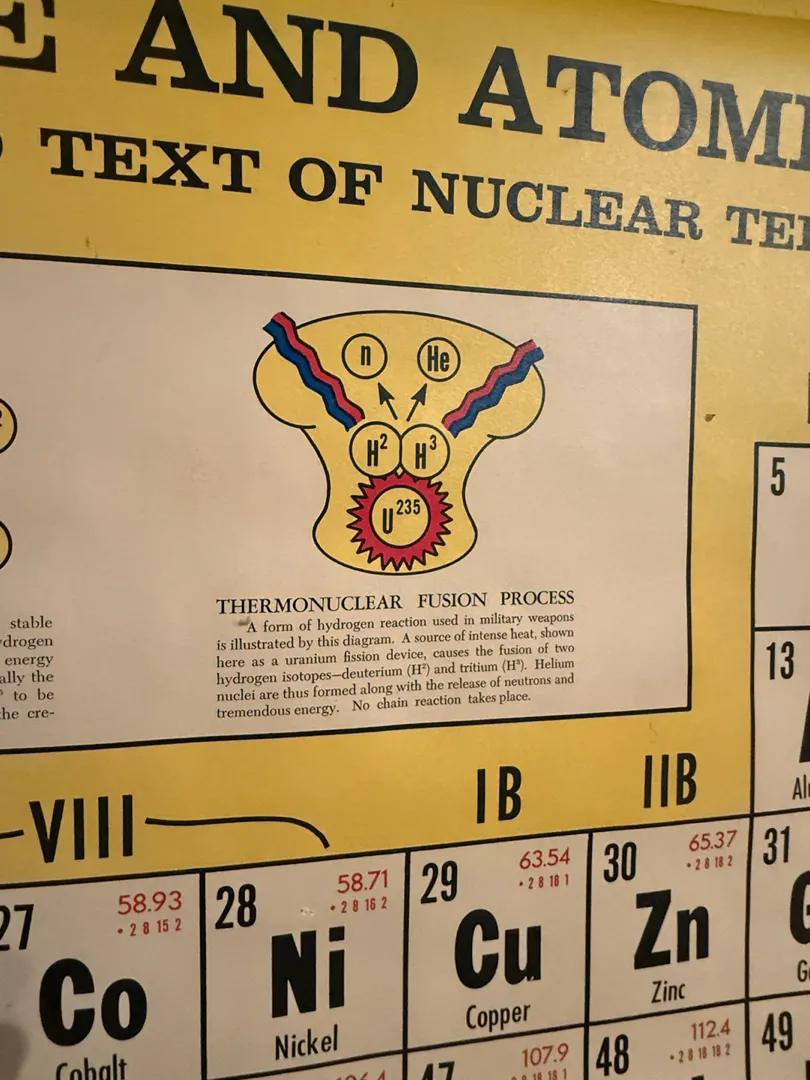 E AND ATOMI
TEXT OF NUCLEAR TE
n
He
H²
H³
U²³⁵
THERMONUCLEAR FUSION PROCESS
A form of hydrogen reaction used in military weapons
is illustrated by this diagram. A source of intense heat, shown
here as a uranium fission device, causes the fusion of two
hydrogen isotopes—deuterium (H²) and tritium (H³). Helium
nuclei are thus formed along with the release of neutrons and
tremendous energy. No chain reaction takes place.
stable
drogen
energy
ally the
to be
he cre-
VIII
IB
IIB
5
13
Al
27
58.93
• 2 8 15 2
Co
Cobalt
28
58.71
• 2 8 16 2
Ni
Nickel
29
63.54
• 2 8 18 1
Cu
Copper
30
65.37
• 2 8 18 2
Zn
Zinc
31
G
47
107.9
48
112.4
• 2 8 18 18 2
49